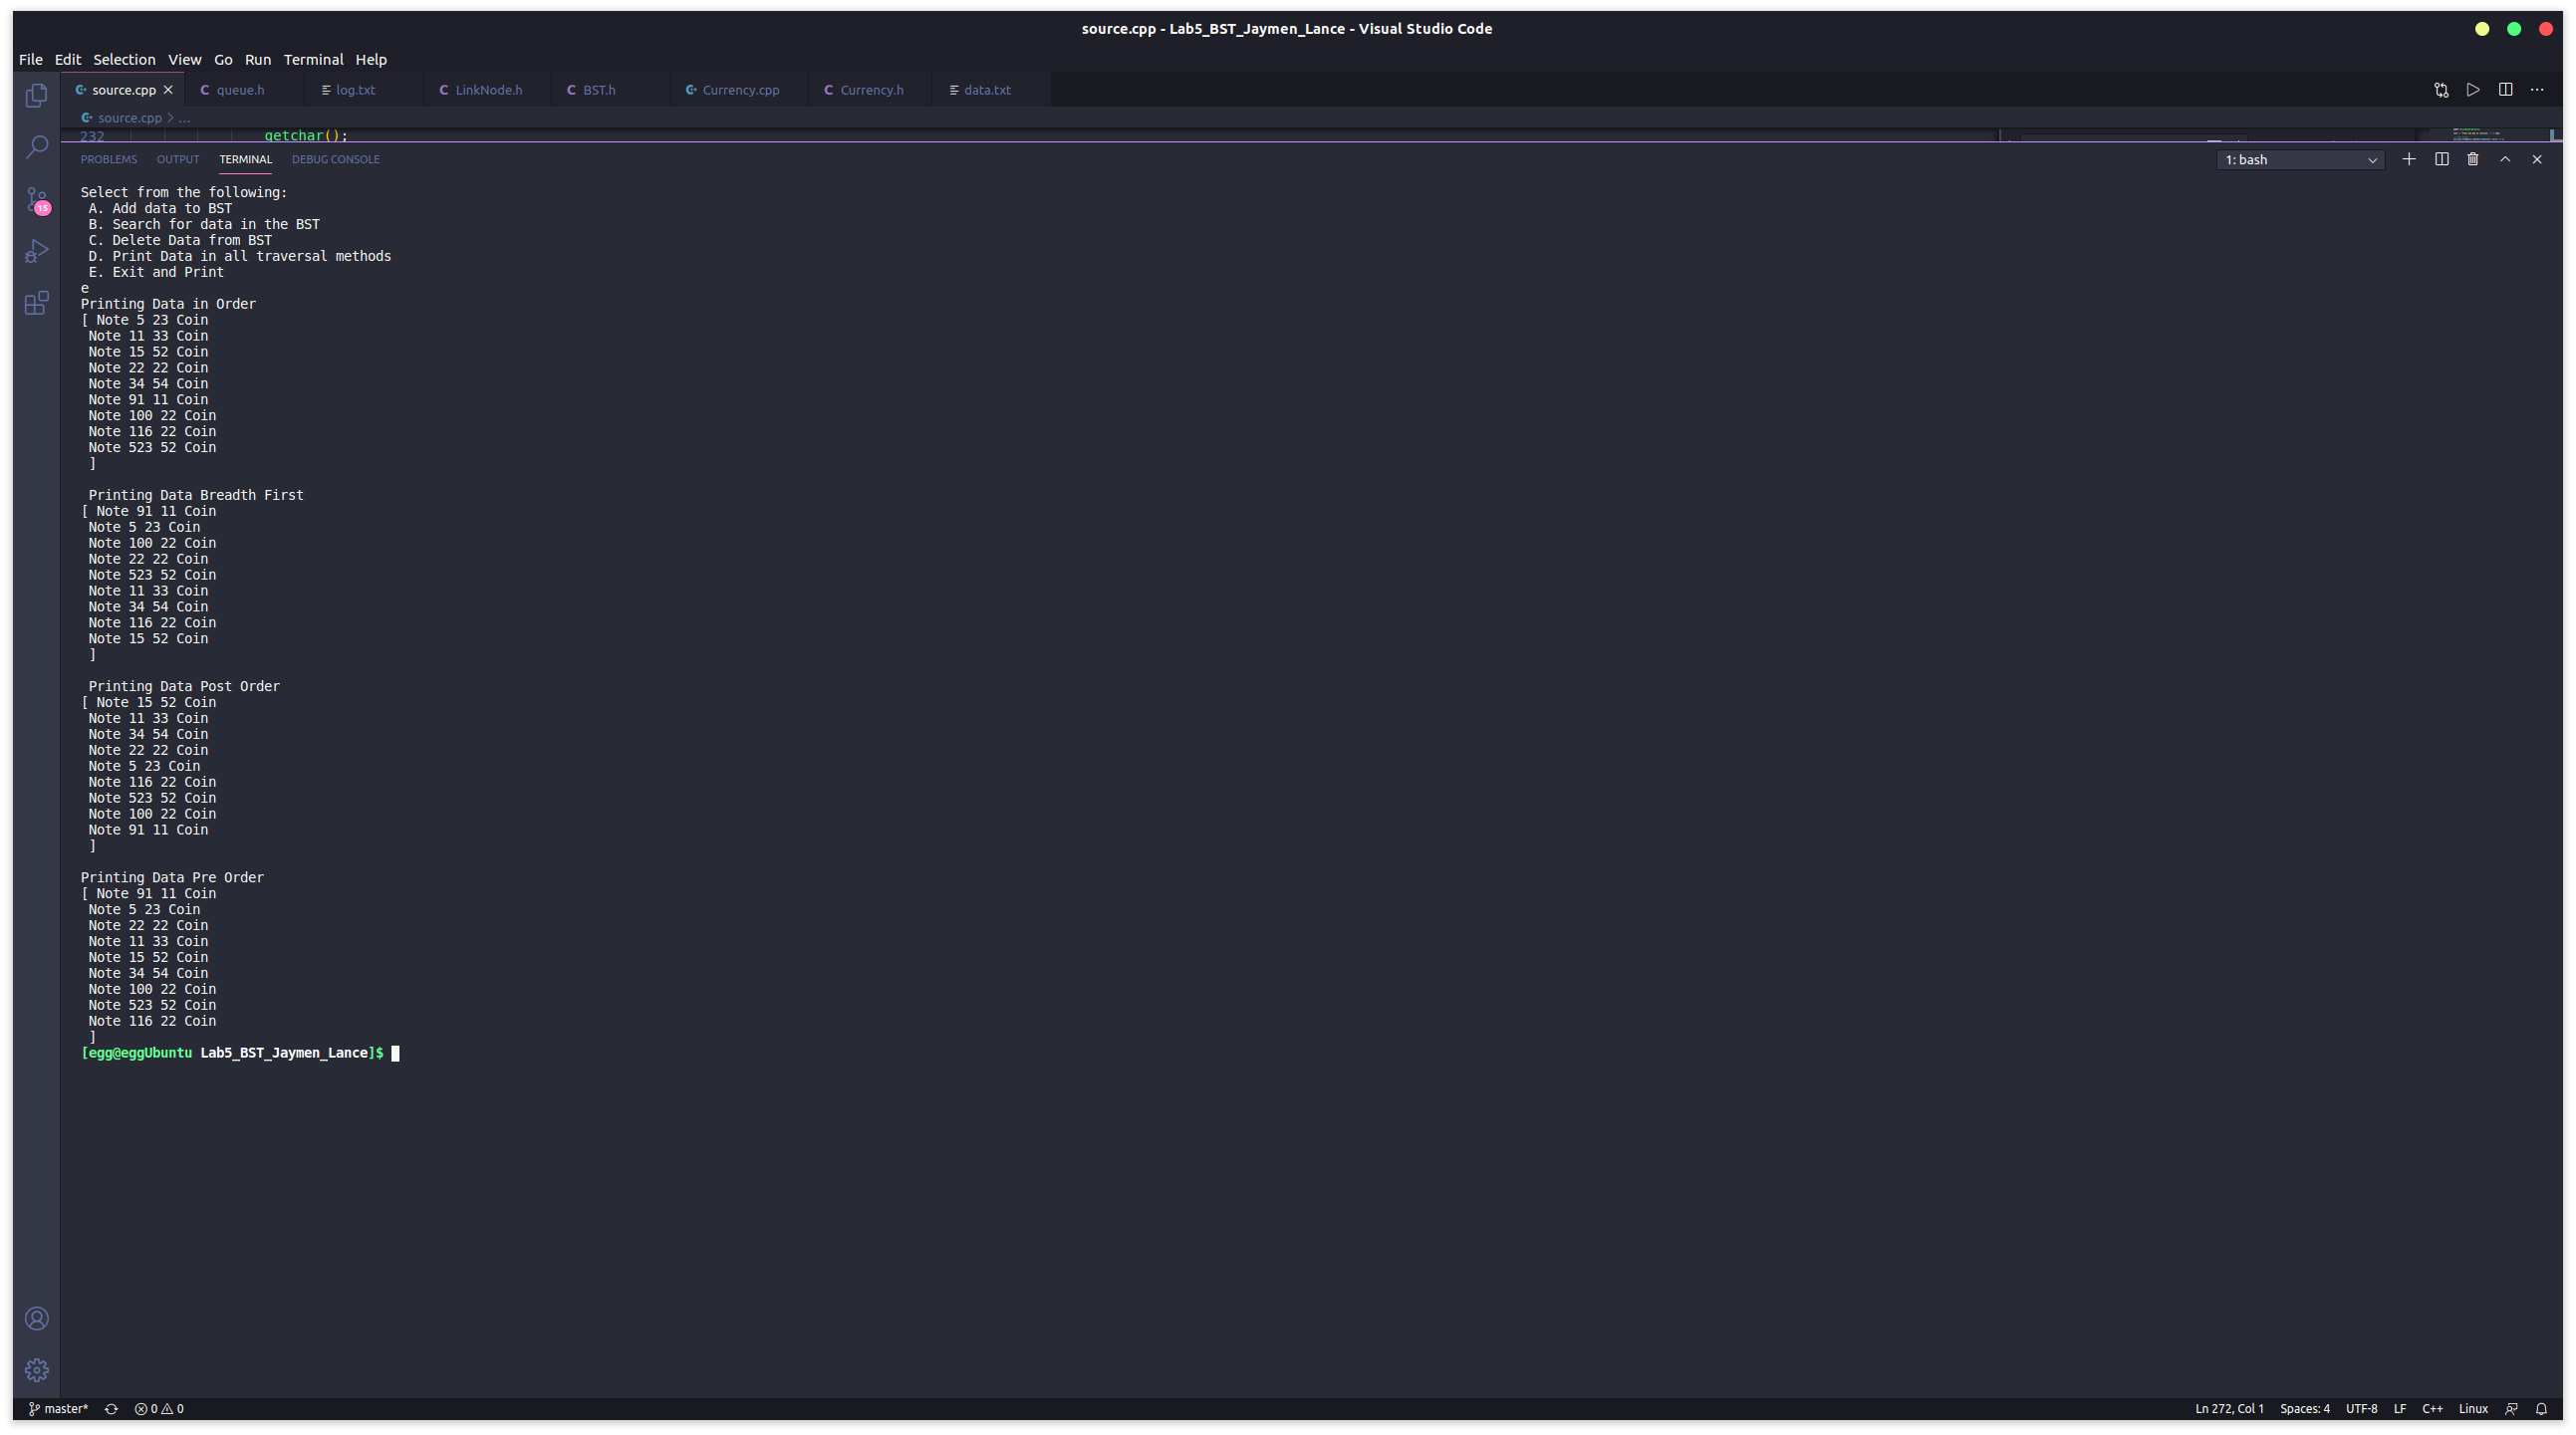 source.cpp - Lab5_BST_Jaymen_Lance - Visual Studio Code
File Edit Selection View Go Run Terminal Help
source.cpp queue.h log.txt LinkNode.h BST.h Currency.cpp Currency.h data.txt
source.cpp > ...
232 getchar();
PROBLEMS OUTPUT TERMINAL DEBUG CONSOLE 1: bash
15
Select from the following:
A. Add data to BST
B. Search for data in the BST
C. Delete Data from BST
D. Print Data in all traversal methods
E. Exit and Print
e
Printing Data in Order
[ Note 5 23 Coin
Note 11 33 Coin
Note 15 52 Coin
Note 22 22 Coin
Note 34 54 Coin
Note 91 11 Coin
Note 100 22 Coin
Note 116 22 Coin
Note 523 52 Coin
]
Printing Data Breadth First
[ Note 91 11 Coin
Note 5 23 Coin
Note 100 22 Coin
Note 22 22 Coin
Note 523 52 Coin
Note 11 33 Coin
Note 34 54 Coin
Note 116 22 Coin
Note 15 52 Coin
]
Printing Data Post Order
[ Note 15 52 Coin
Note 11 33 Coin
Note 34 54 Coin
Note 22 22 Coin
Note 5 23 Coin
Note 116 22 Coin
Note 523 52 Coin
Note 100 22 Coin
Note 91 11 Coin
]
Printing Data Pre Order
[ Note 91 11 Coin
Note 5 23 Coin
Note 22 22 Coin
Note 11 33 Coin
Note 15 52 Coin
Note 34 54 Coin
Note 100 22 Coin
Note 523 52 Coin
Note 116 22 Coin
]
[egg@eggUbuntu Lab5_BST_Jaymen_Lance]$
master* 0 0 Ln 272, Col 1 Spaces: 4 UTF-8 LF C++ Linux